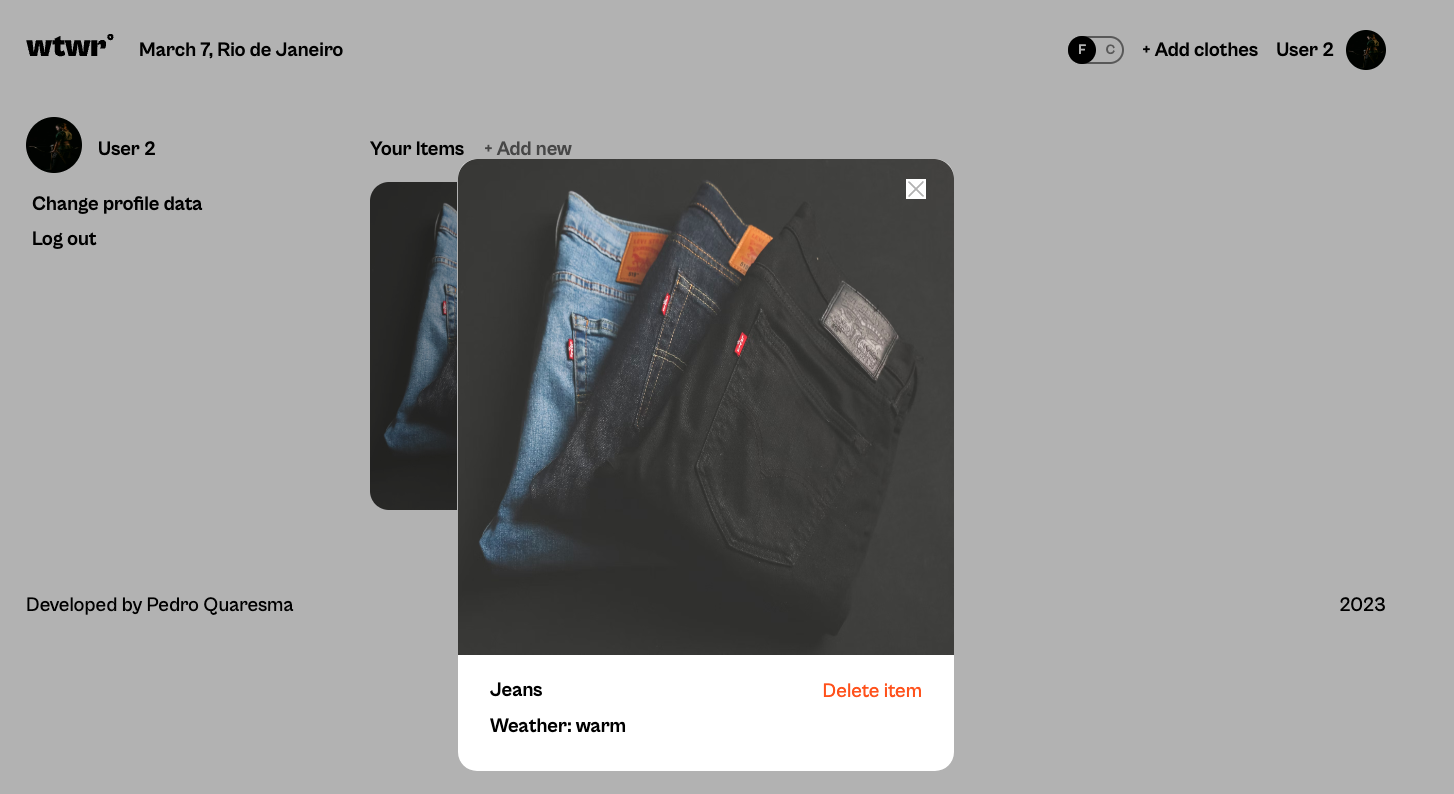 wtwr°
March 7, Rio de Janeiro
F
C
+ Add clothes
User 2
User 2
Change profile data
Log out
Your Items
+ Add new
Jeans
Delete item
Weather: warm
Developed by Pedro Quaresma
2023